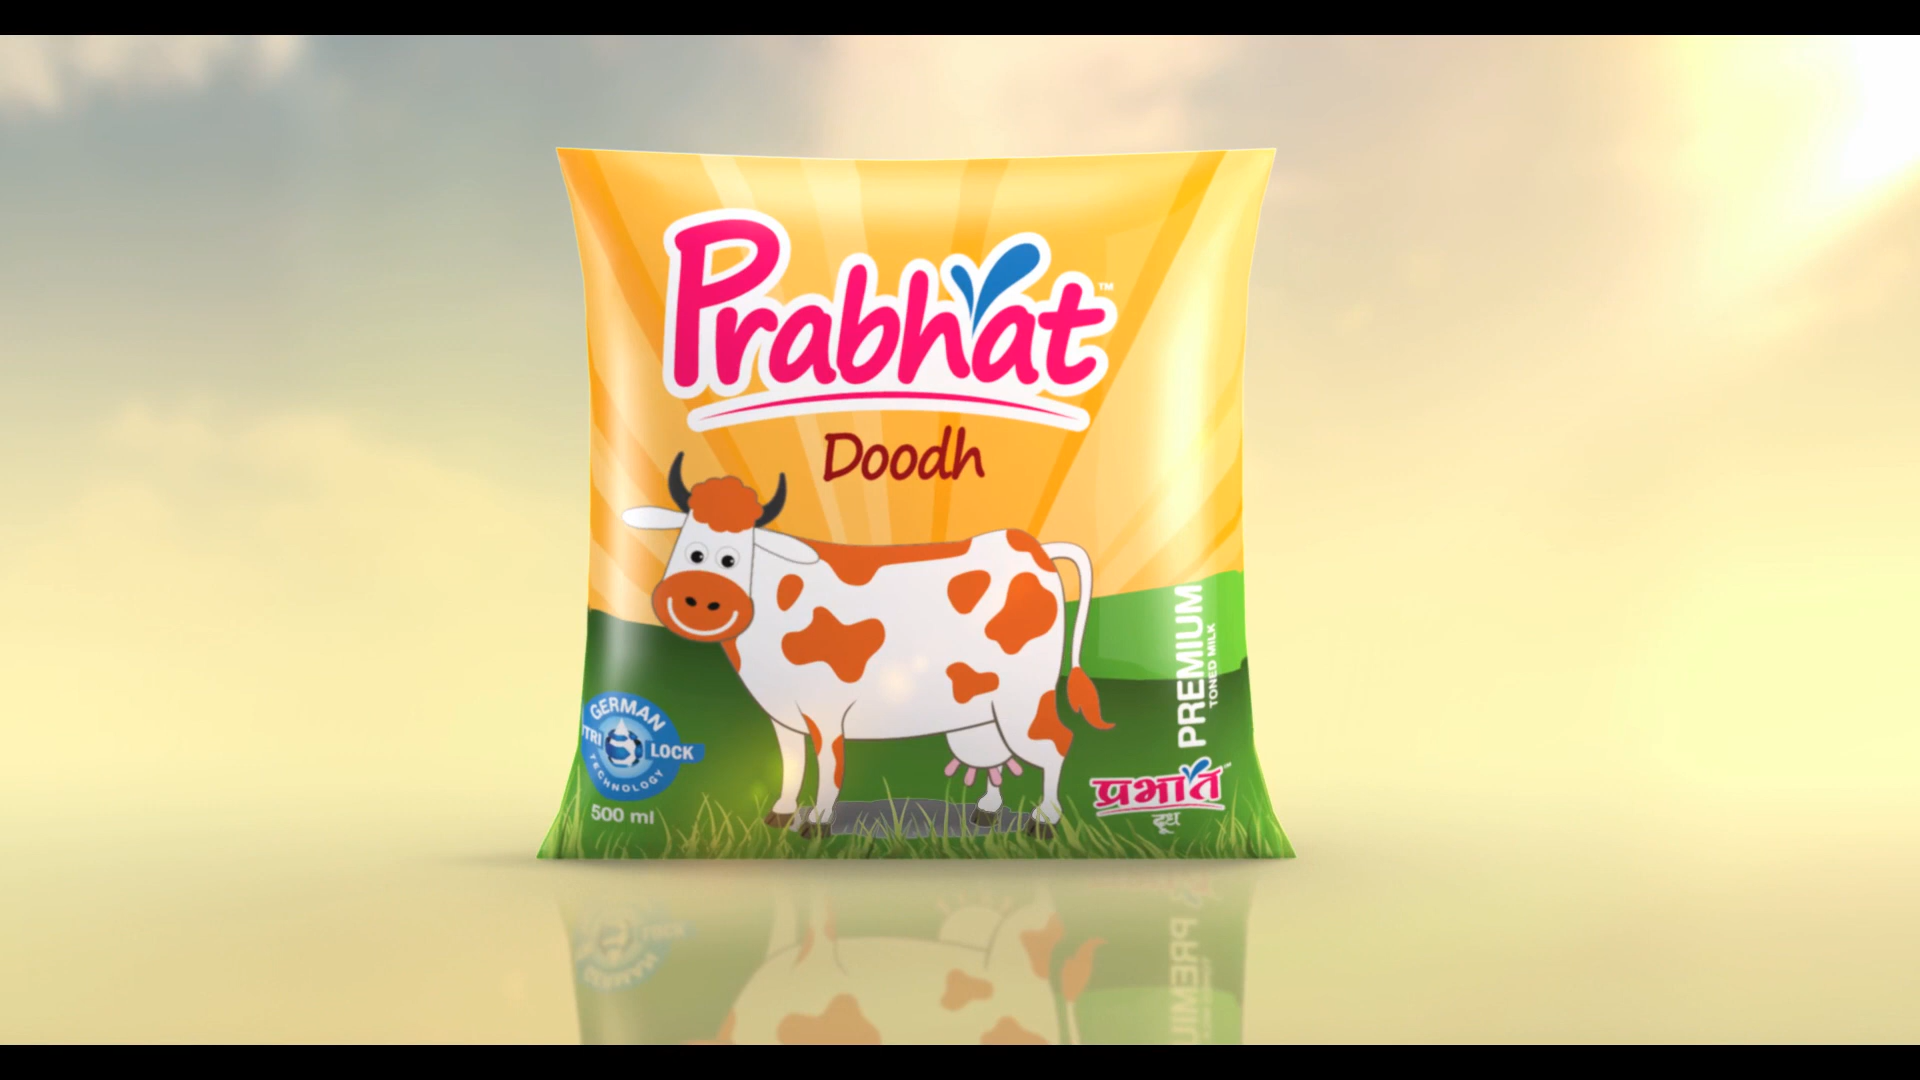 Prabhat™
Doodh
PREMIUM
TONED MILK
GERMAN
TRI LOCK
TECHNOLOGY
500 ml
प्रभात™
दूध